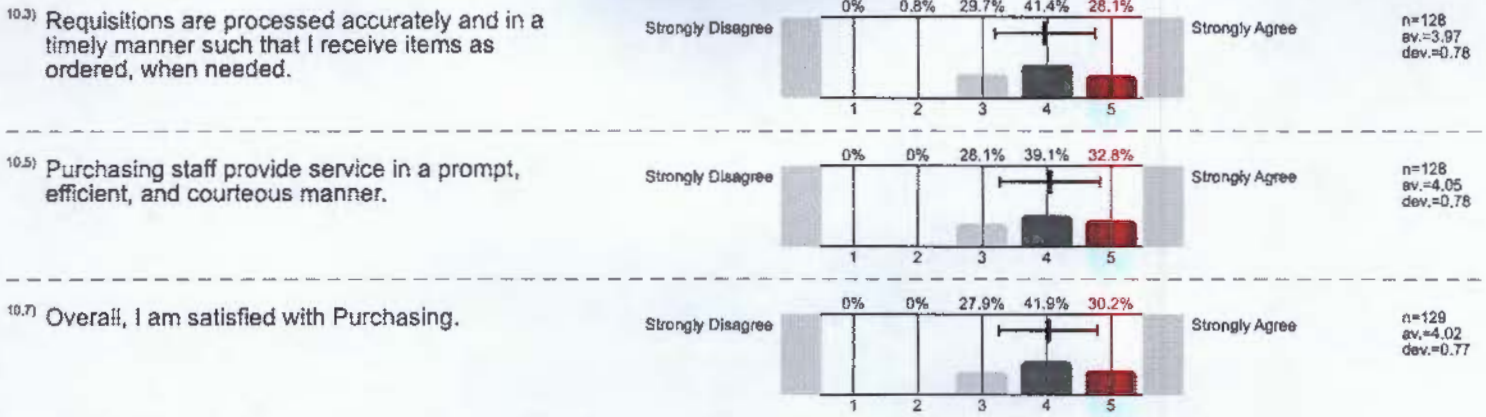 10.3) Requisitions are processed accurately and in a
timely manner such that I receive items as
ordered, when needed.
Strongly Disagree
0% 0.8% 29.7% 41.4% 28.1%
1 2 3 4 5
Strongly Agree
n=128
av.=3.97
dev.=0.78
10.5) Purchasing staff provide service in a prompt,
efficient, and courteous manner.
Strongly Disagree
0% 0% 28.1% 39.1% 32.8%
1 2 3 4 5
Strongly Agree
n=128
av.=4.05
dev.=0.78
10.7) Overall, I am satisfied with Purchasing.
Strongly Disagree
0% 0% 27.9% 41.9% 30.2%
1 2 3 4 5
Strongly Agree
n=129
av.=4.02
dev.=0.77